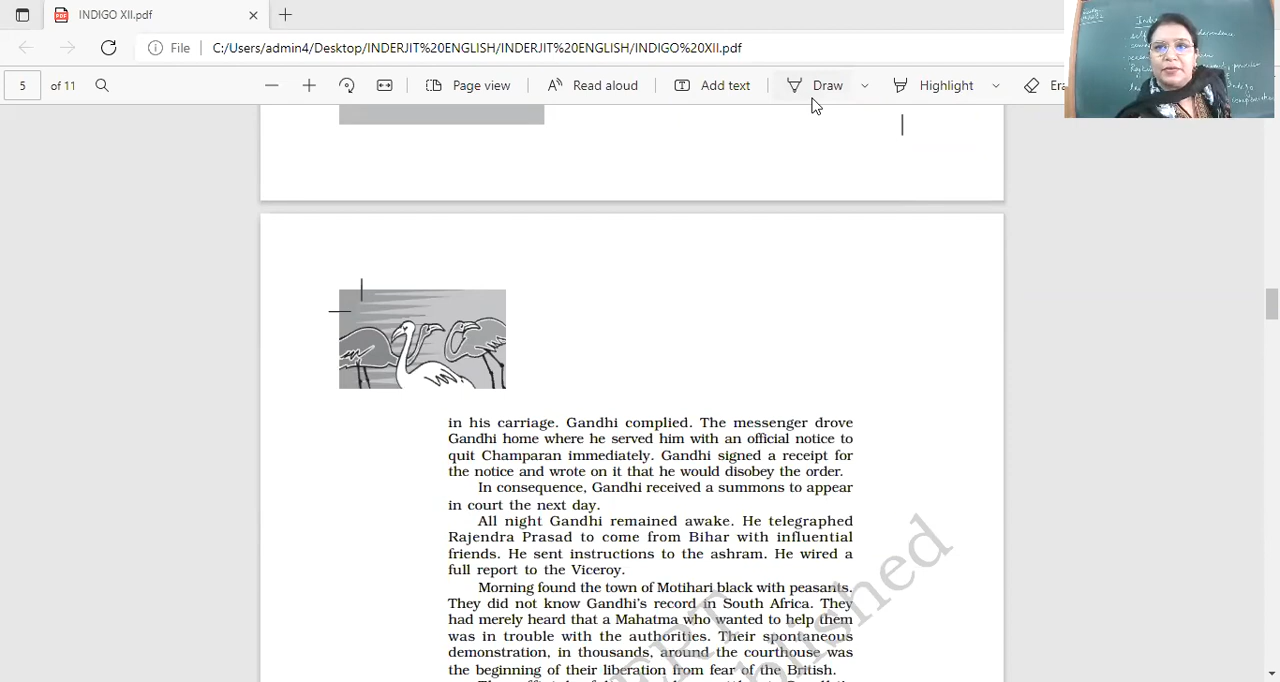 INDIGO XII.pdf
File C:/Users/admin4/Desktop/INDERJIT%20ENGLISH/INDERJIT%20ENGLISH/INDIGO%20XII.pdf
5 of 11 Page view Read aloud Add text Draw Highlight Era
in his carriage. Gandhi complied. The messenger drove
Gandhi home where he served him with an official notice to
quit Champaran immediately. Gandhi signed a receipt for
the notice and wrote on it that he would disobey the order.
In consequence, Gandhi received a summons to appear
in court the next day.
All night Gandhi remained awake. He telegraphed
Rajendra Prasad to come from Bihar with influential
friends. He sent instructions to the ashram. He wired a
full report to the Viceroy.
Morning found the town of Motihari black with peasants.
They did not know Gandhi's record in South Africa. They
had merely heard that a Mahatma who wanted to help them
was in trouble with the authorities. Their spontaneous
demonstration, in thousands, around the courthouse was
the beginning of their liberation from fear of the British.